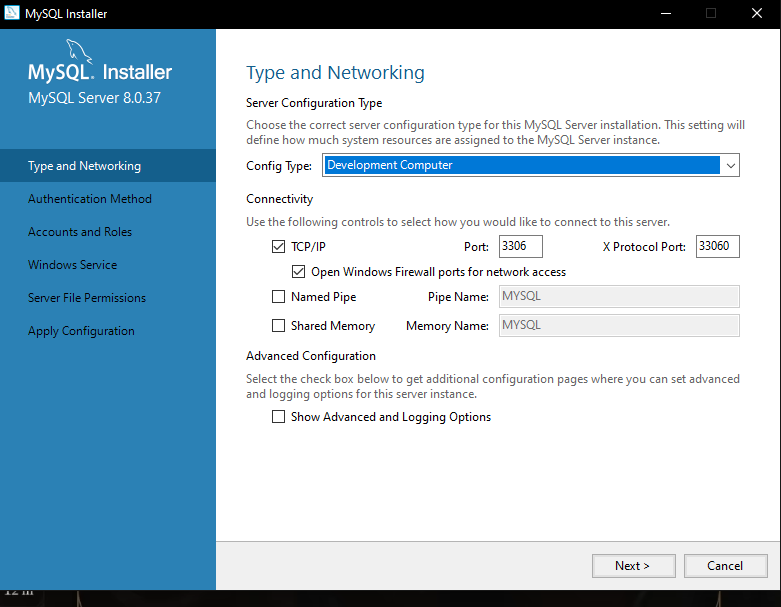 MySQL Installer
MySQL. Installer
MySQL Server 8.0.37
Type and Networking
Authentication Method
Accounts and Roles
Windows Service
Server File Permissions
Apply Configuration
Type and Networking
Server Configuration Type
Choose the correct server configuration type for this MySQL Server installation. This setting will
define how much system resources are assigned to the MySQL Server instance.
Config Type: Development Computer
Connectivity
Use the following controls to select how you would like to connect to this server.
TCP/IP Port: 3306 X Protocol Port: 33060
Open Windows Firewall ports for network access
Named Pipe Pipe Name: MYSQL
Shared Memory Memory Name: MYSQL
Advanced Configuration
Select the check box below to get additional configuration pages where you can set advanced
and logging options for this server instance.
Show Advanced and Logging Options
Next > Cancel